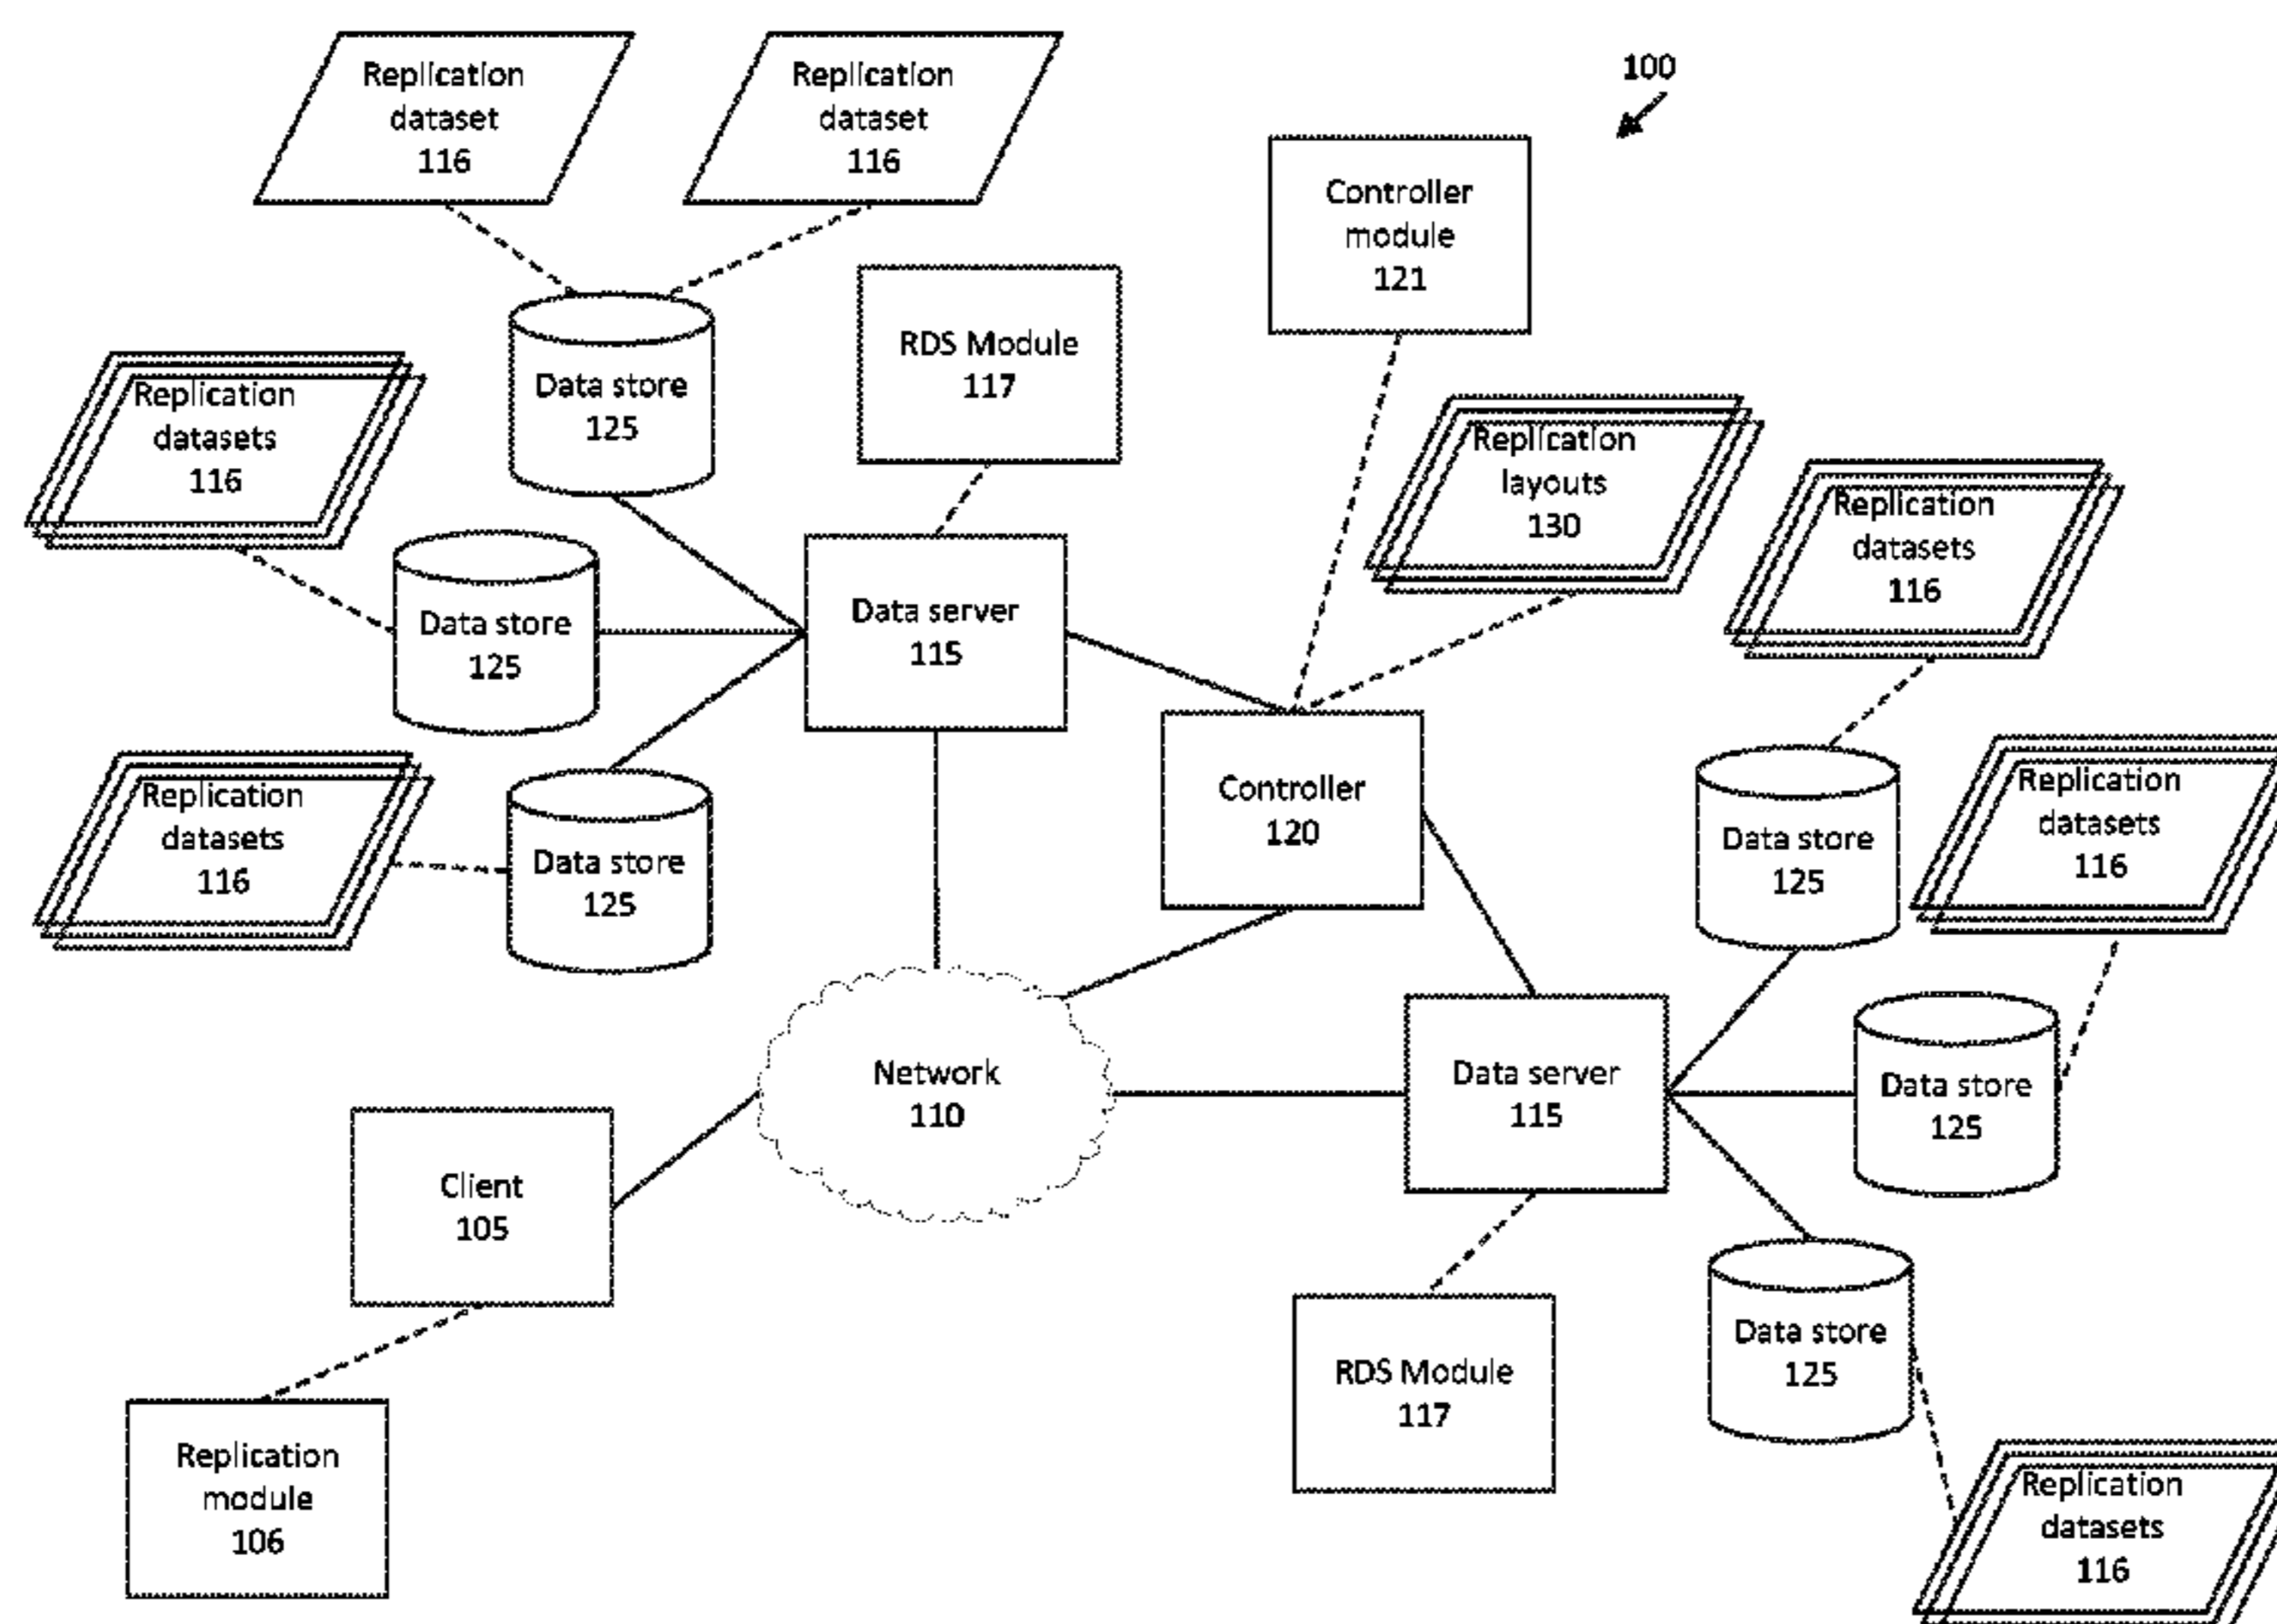 Replication
dataset
116
Replication
dataset
116
100
Controller
module
121
RDS Module
117
Data store
125
Replication
datasets
116
Replication
layouts
130
Replication
datasets
116
Data store
125
Data server
115
Replication
datasets
116
Data store
125
Controller
120
Data store
125
Replication
datasets
116
Network
110
Data server
115
Data store
125
Client
105
Data store
125
RDS Module
117
Replication
module
106
Replication
datasets
116